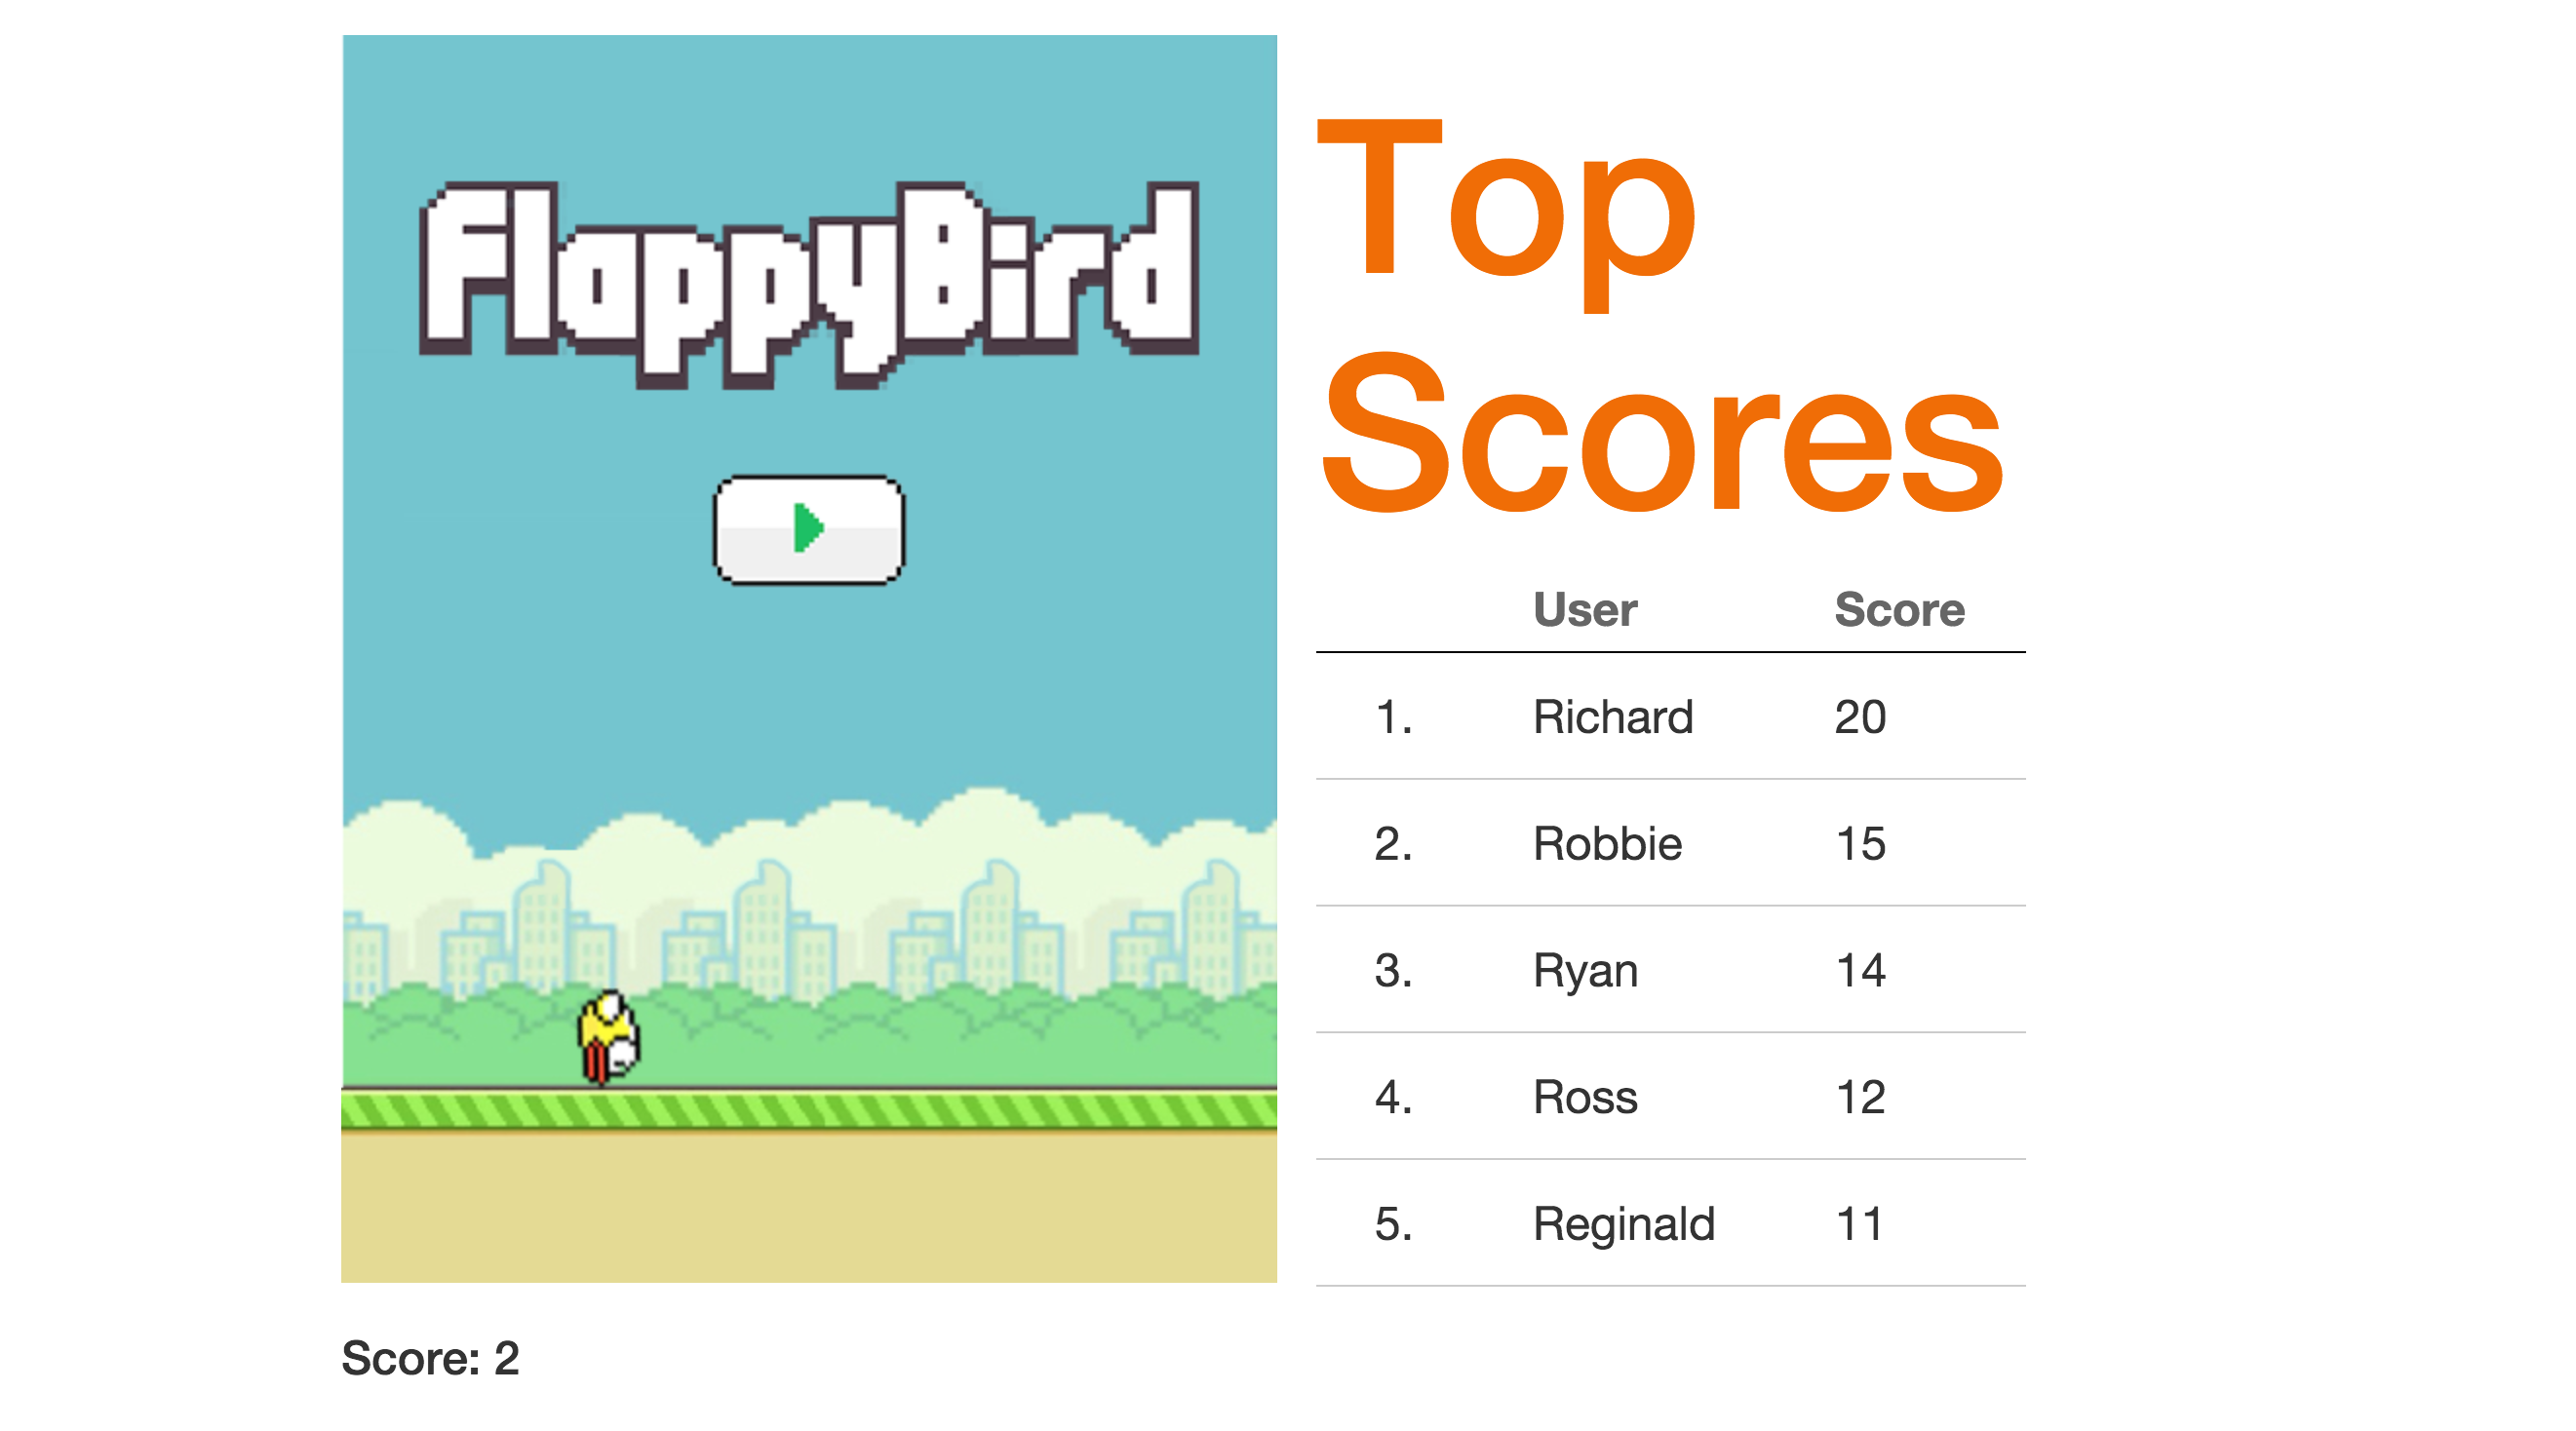 FlappyBird
Score: 2
Top
Scores
User Score
1. Richard 20
2. Robbie 15
3. Ryan 14
4. Ross 12
5. Reginald 11